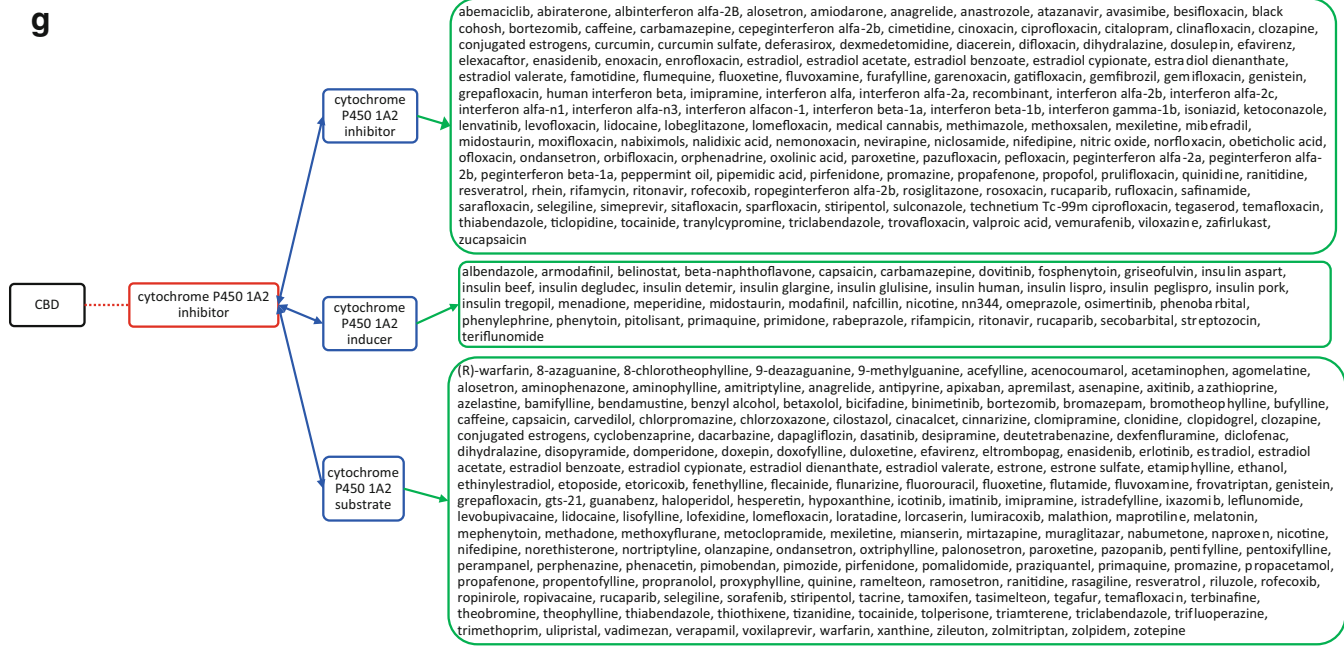 g
abemaciclib, abiraterone, albinterferon alfa-2B, alosetron, amiodarone, anagrelide, anastrozole, atazanavir, avasimibe, besifloxacin, black
cohosh, bortezomib, caffeine, carbamazepine, cepeginterferon alfa-2b, cimetidine, cinoxacin, ciprofloxacin, citalopram, clinafloxacin, clozapine,
conjugated estrogens, curcumin, curcumin sulfate, deferasirox, dexmedetomidine, diacerein, difloxacin, dihydralazine, dosulepin, efavirenz,
elexacaftor, enasidenib, enoxacin, enrofloxacin, estradiol, estradiol acetate, estradiol benzoate, estradiol cypionate, estradiol dienanthate,
estradiol valerate, famotidine, flumequine, fluoxetine, fluvoxamine, furafylline, garenoxacin, gatifloxacin, gemfibrozil, gemifloxacin, genistein,
grepafloxacin, human interferon beta, imipramine, interferon alfa, interferon alfa-2a, recombinant, interferon alfa-2b, interferon alfa-2c,
interferon alfa-n1, interferon alfa-n3, interferon alfacon-1, interferon beta-1a, interferon beta-1b, interferon gamma-1b, isoniazid, ketoconazole,
lenvatinib, levofloxacin, lidocaine, lobeglitazone, lomefloxacin, medical cannabis, methimazole, methoxsalen, mexiletine, mibefradil,
midostaurin, moxifloxacin, nabiximols, nalidixic acid, nemonoxacin, nevirapine, niclosamide, nifedipine, nitric oxide, norfloxacin, obeticholic acid,
ofloxacin, ondansetron, orbifloxacin, orphenadrine, oxolinic acid, paroxetine, pazufloxacin, pefloxacin, peginterferon alfa-2a, peginterferon alfa-
2b, peginterferon beta-1a, peppermint oil, pipemidic acid, pirfenidone, promazine, propafenone, propofol, prulifloxacin, quinidine, ranitidine,
resveratrol, rhein, rifamycin, ritonavir, rofecoxib, ropeginterferon alfa-2b, rosiglitazone, rosoxacin, rucaparib, rufloxacin, safinamide,
sarafloxacin, selegiline, simeprevir, sitafloxacin, sparfloxacin, stiripentol, sulconazole, technetium Tc-99m ciprofloxacin, tegaserod, temafloxacin,
thiabendazole, ticlopidine, tocainide, tranylcypromine, triclabendazole, trovafloxacin, valproic acid, vemurafenib, viloxazine, zafirlukast,
zucapsaicin
cytochrome
P450 1A2
inhibitor
CBD
cytochrome P450 1A2
inhibitor
cytochrome
P450 1A2
inducer
albendazole, armodafinil, belinostat, beta-naphthoflavone, capsaicin, carbamazepine, dovitinib, fosphenytoin, griseofulvin, insulin aspart,
insulin beef, insulin degludec, insulin detemir, insulin glargine, insulin glulisine, insulin human, insulin lispro, insulin peglispro, insulin pork,
insulin tregopil, menadione, meperidine, midostaurin, modafinil, nafcillin, nicotine, nn344, omeprazole, osimertinib, phenobarbital,
phenylephrine, phenytoin, pitolisant, primaquine, primidone, rabeprazole, rifampicin, ritonavir, rucaparib, secobarbital, streptozocin,
teriflunomide
cytochrome
P450 1A2
substrate
(R)-warfarin, 8-azaguanine, 8-chlorotheophylline, 9-deazaguanine, 9-methylguanine, acefylline, acenocoumarol, acetaminophen, agomelatine,
alosetron, aminophenazone, aminophylline, amitriptyline, anagrelide, antipyrine, apixaban, apremilast, asenapine, axitinib, azathioprine,
azelastine, bamifylline, bendamustine, benzyl alcohol, betaxolol, bicifadine, binimetinib, bortezomib, bromazepam, bromotheophylline, bufylline,
caffeine, capsaicin, carvedilol, chlorpromazine, chlorzoxazone, cilostazol, cinacalcet, cinnarizine, clomipramine, clonidine, clopidogrel, clozapine,
conjugated estrogens, cyclobenzaprine, dacarbazine, dapagliflozin, dasatinib, desipramine, deutetrabenazine, dexfenfluramine, diclofenac,
dihydralazine, disopyramide, domperidone, doxepin, doxofylline, duloxetine, efavirenz, eltrombopag, enasidenib, erlotinib, estradiol, estradiol
acetate, estradiol benzoate, estradiol cypionate, estradiol dienanthate, estradiol valerate, estrone, estrone sulfate, etamiphylline, ethanol,
ethinylestradiol, etoposide, etoricoxib, fenethylline, flecainide, flunarizine, fluorouracil, fluoxetine, flutamide, fluvoxamine, frovatriptan, genistein,
grepafloxacin, gts-21, guanabenz, haloperidol, hesperetin, hypoxanthine, icotinib, imatinib, imipramine, istradefylline, ixazomib, leflunomide,
levobupivacaine, lidocaine, lisofylline, lofexidine, lomefloxacin, loratadine, lorcaserin, lumiracoxib, malathion, maprotiline, melatonin,
mephenytoin, methadone, methoxyflurane, metoclopramide, mexiletine, mianserin, mirtazapine, muraglitazar, nabumetone, naproxen, nicotine,
nifedipine, norethisterone, nortriptyline, olanzapine, ondansetron, oxtriphylline, palonosetron, paroxetine, pazopanib, pentifylline, pentoxifylline,
perampanel, perphenazine, phenacetin, pimobendan, pimozide, pirfenidone, pomalidomide, praziquantel, primaquine, promazine, propacetamol,
propafenone, propentofylline, propranolol, proxyphylline, quinine, ramelteon, ramosetron, ranitidine, rasagiline, resveratrol, riluzole, rofecoxib,
ropinirole, ropivacaine, rucaparib, selegiline, sorafenib, stiripentol, tacrine, tamoxifen, tasimelteon, tegafur, temafloxacin, terbinafine,
theobromine, theophylline, thiabendazole, thiothixene, tizanidine, tocainide, tolperisone, triamterene, triclabendazole, trifluoperazine,
trimethoprim, ulipristal, vadimezan, verapamil, voxilaprevir, warfarin, xanthine, zileuton, zolmitriptan, zolpidem, zotepine